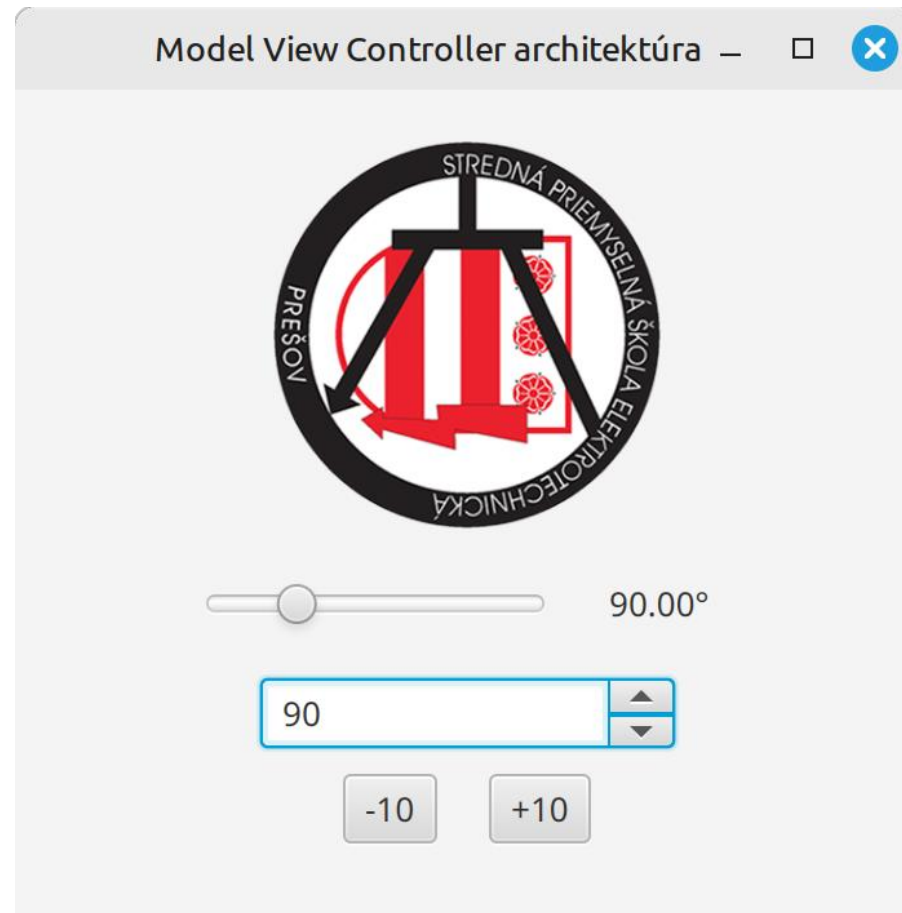 Model View Controller architektúra
STREDNÁ PRIEMYSELNÁ ŠKOLA ELEKTROTECHNICKÁ
PREŠOV
90.00°
90
-10
+10